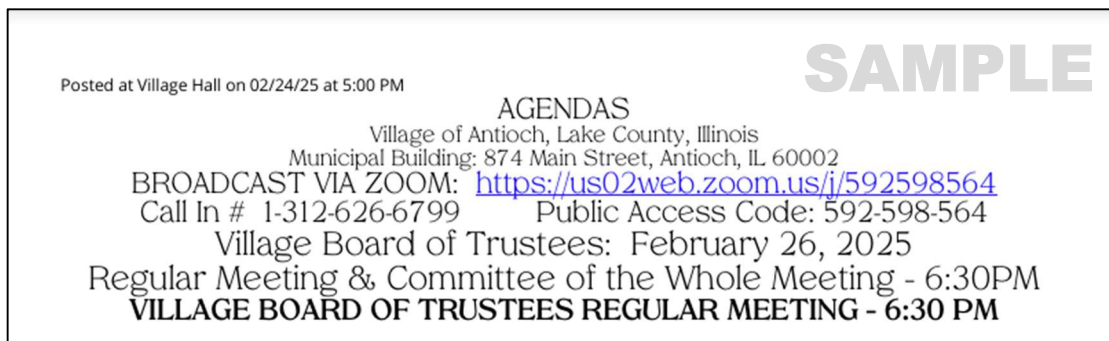 SAMPLE
Posted at Village Hall on 02/24/25 at 5:00 PM
AGENDAS
Village of Antioch, Lake County, Illinois
Municipal Building: 874 Main Street, Antioch, IL 60002
BROADCAST VIA ZOOM: https://us02web.zoom.us/j/592598564
Call In # 1-312-626-6799 Public Access Code: 592-598-564
Village Board of Trustees: February 26, 2025
Regular Meeting & Committee of the Whole Meeting - 6:30PM
VILLAGE BOARD OF TRUSTEES REGULAR MEETING - 6:30 PM